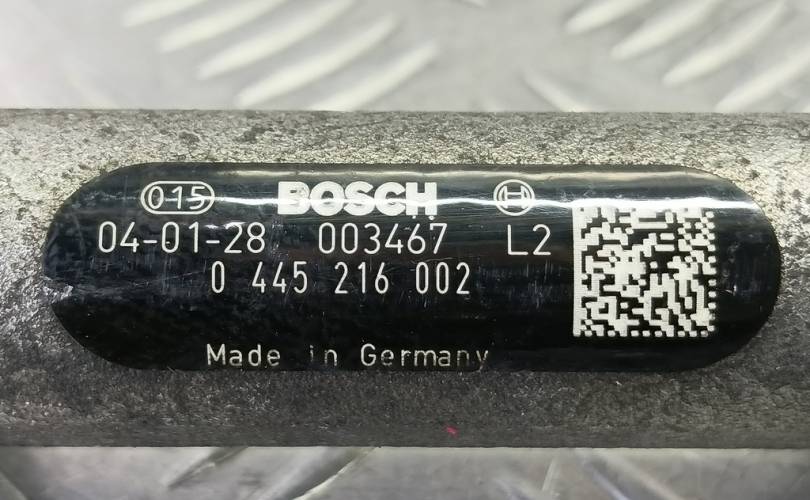 015 BOSCH
04-01-28 003467 L2
0 445 216 002
Made in Germany